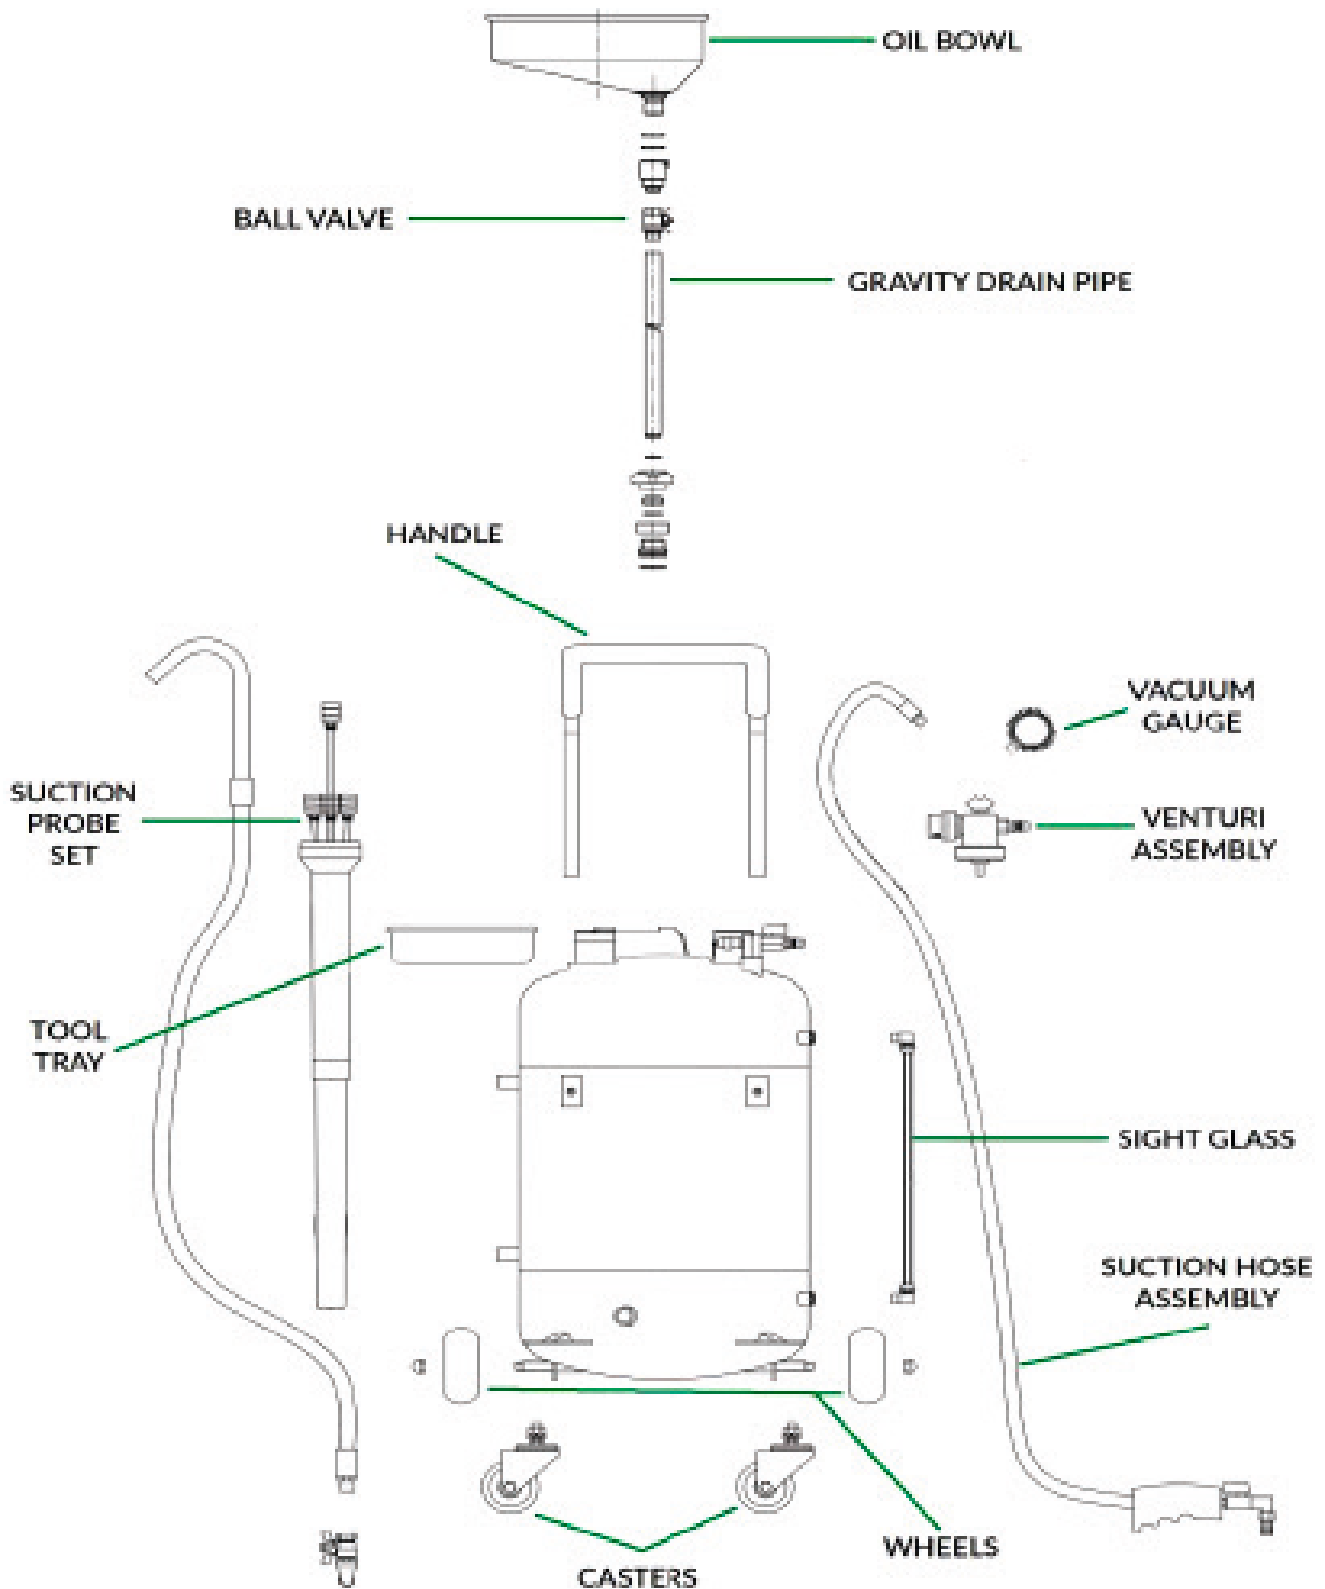 OIL BOWL
BALL VALVE
GRAVITY DRAIN PIPE
HANDLE
VACUUM
GAUGE
SUCTION
PROBE
SET
VENTURI
ASSEMBLY
TOOL
TRAY
SIGHT GLASS
SUCTION HOSE
ASSEMBLY
WHEELS
CASTERS